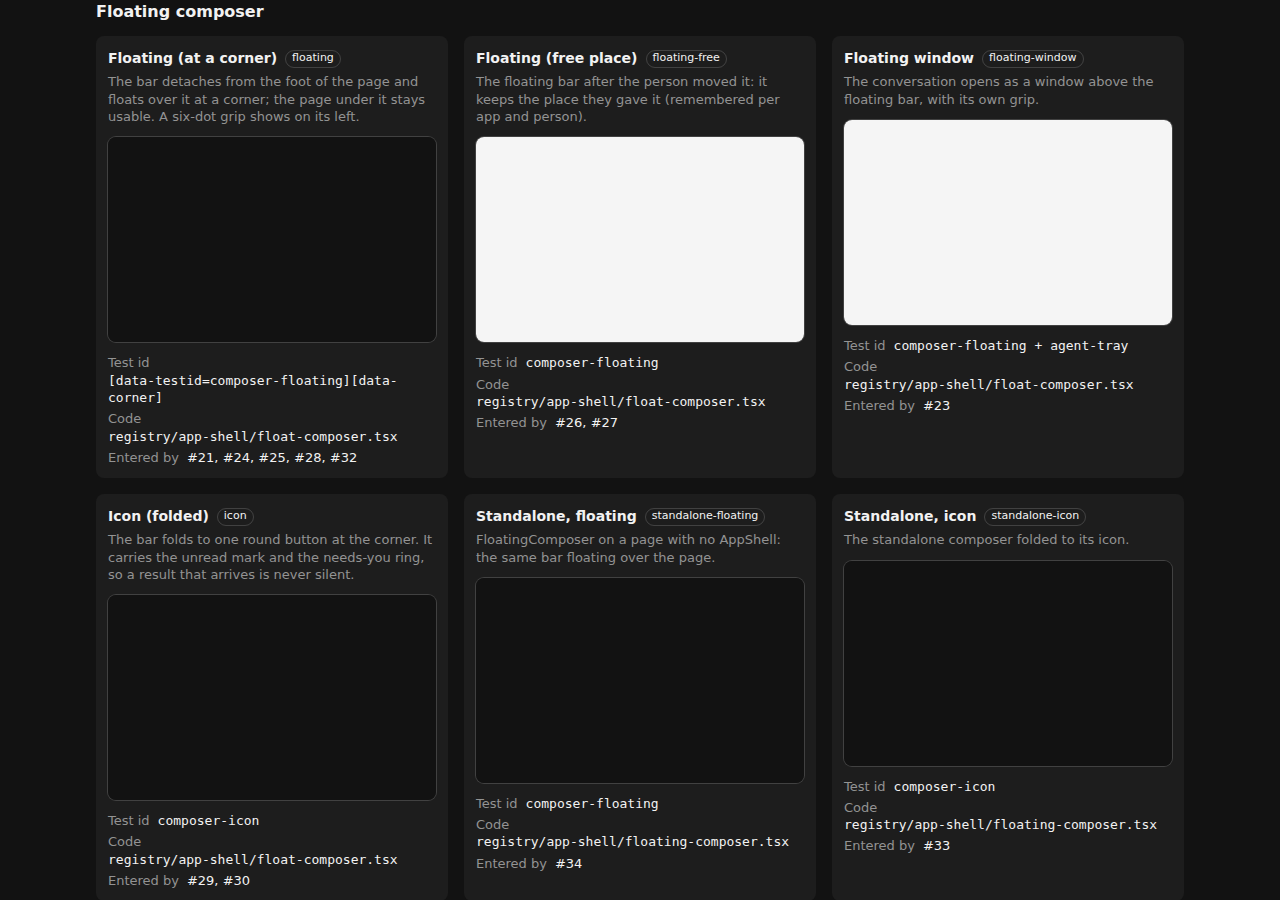 Floating composer
Floating (at a corner) floating
The bar detaches from the foot of the page and
floats over it at a corner; the page under it stays
usable. A six-dot grip shows on its left.
Test id
[data-testid=composer-floating][data-
corner]
Code
registry/app-shell/float-composer.tsx
Entered by #21, #24, #25, #28, #32
Floating (free place) floating-free
The floating bar after the person moved it: it
keeps the place they gave it (remembered per
app and person).
Test id composer-floating
Code
registry/app-shell/float-composer.tsx
Entered by #26, #27
Floating window floating-window
The conversation opens as a window above the
floating bar, with its own grip.
Test id composer-floating + agent-tray
Code
registry/app-shell/float-composer.tsx
Entered by #23
Icon (folded) icon
The bar folds to one round button at the corner. It
carries the unread mark and the needs-you ring,
so a result that arrives is never silent.
Test id composer-icon
Code
registry/app-shell/float-composer.tsx
Entered by #29, #30
Standalone, floating standalone-floating
FloatingComposer on a page with no AppShell:
the same bar floating over the page.
Test id composer-floating
Code
registry/app-shell/floating-composer.tsx
Entered by #34
Standalone, icon standalone-icon
The standalone composer folded to its icon.
Test id composer-icon
Code
registry/app-shell/floating-composer.tsx
Entered by #33